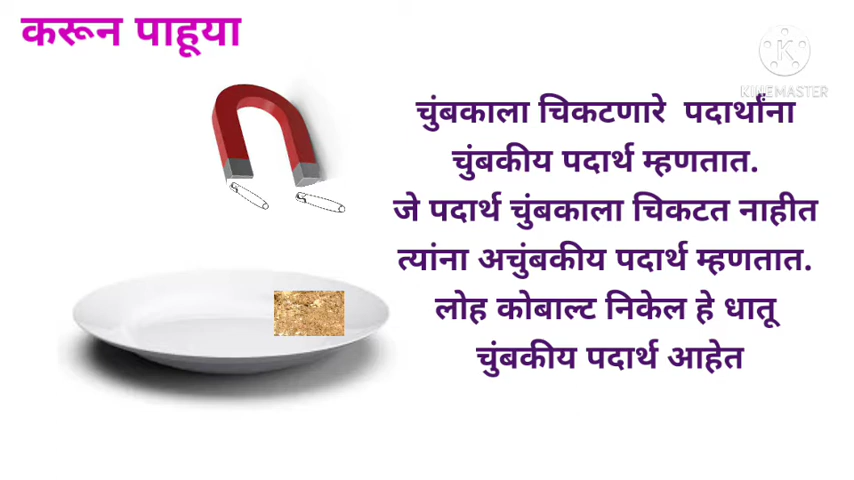 करून पाहूया
KINEMASTER
चुंबकाला चिकटणारे पदार्थांना
चुंबकीय पदार्थ म्हणतात.
जे पदार्थ चुंबकाला चिकटत नाहीत
त्यांना अचुंबकीय पदार्थ म्हणतात.
लोह कोबाल्ट निकेल हे धातू
चुंबकीय पदार्थ आहेत